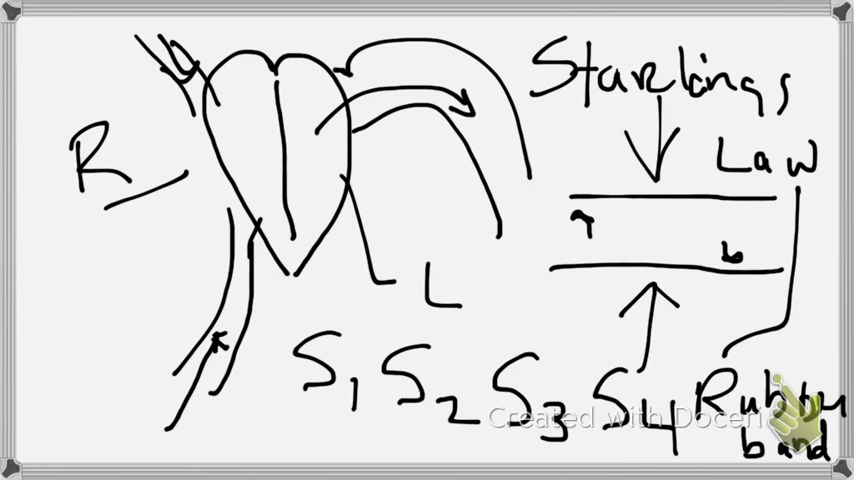 Starlings
Law
R
a
b
L
S1 S2 S3 S4
Rubber
band
Created with Doceri